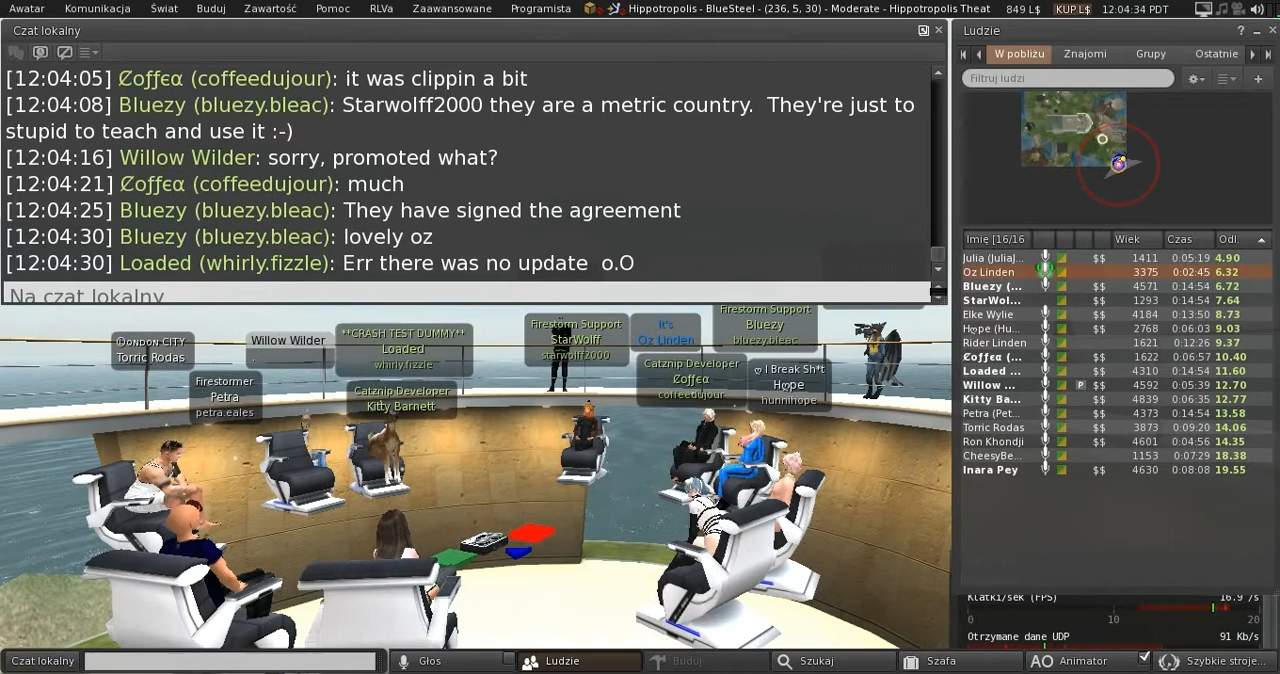 Awatar Komunikacja Świat Buduj Zawartość Pomoc RLVa Zaawansowane Programista Hippotropolis - BlueSteel - (236, 5, 30) - Moderate - Hippotropolis Theat 849 L$ KUP L$ 12:04:34 PDT
Czat lokalny
[12:04:05] Ȼσƒƒєα (coffeedujour): it was clippin a bit
[12:04:08] Bluezy (bluezy.bleac): Starwolff2000 they are a metric country. They're just to
stupid to teach and use it :-)
[12:04:16] Willow Wilder: sorry, promoted what?
[12:04:21] Ȼσƒƒєα (coffeedujour): much
[12:04:25] Bluezy (bluezy.bleac): They have signed the agreement
[12:04:30] Bluezy (bluezy.bleac): lovely oz
[12:04:30] Loaded (whirly.fizzle): Err there was no update o.O
Na czat lokalny
Torric Rodas
Willow Wilder
**CRASH TEST DUMMY**
Loaded
whirly.fizzle
Firestorm Support
StarWolff
starwolff2000
It's
Oz Linden
Firestorm Support
Bluezy
bluezy.bleac
Firestormer
Petra
petra.eales
Catznip Developer
Kitty Barnett
Catznip Developer
Ȼσƒƒєα
coffeedujour
ღ I Break Sh*t
Hღpe
hunnihope
Ludzie
? _ ×
W pobliżu Znajomi Grupy Ostatnie
Filtruj ludzi
Imię [16/16 Wiek Czas Odl.
Julia (JuliaJ... $$ 1411 0:05:19 4.90
Oz Linden 3375 0:02:45 6.32
Bluezy (... $$ 4571 0:14:54 6.72
StarWol... $$ 1293 0:14:54 7.64
Elke Wylie $$ 4184 0:14:54 8.73
Hღpe (Hu... $$ 2768 0:06:03 9.03
Rider Linden 1621 0:12:26 9.37
Ȼσƒƒєα (... $$ 1622 0:06:57 10.40
Loaded ... $$ 4310 0:14:54 11.60
Willow ... P $$ 4592 0:05:39 12.70
Kitty Ba... $$ 4839 0:06:35 12.77
Petra (Pet... $$ 4373 0:14:54 13.58
Torric Rodas $$ 3873 0:09:20 14.06
Ron Khondji $$ 4601 0:04:56 14.35
CheesyBe... 1153 0:07:29 18.38
Inara Pey $$ 4630 0:08:08 19.55
Klatki/sek (FPS) 16.9 /s
0 10 20
Otrzymane dane UDP 91 Kb/s
Czat lokalny Głos Ludzie Buduj Szukaj Szafa AO Animator Szybkie stroje...